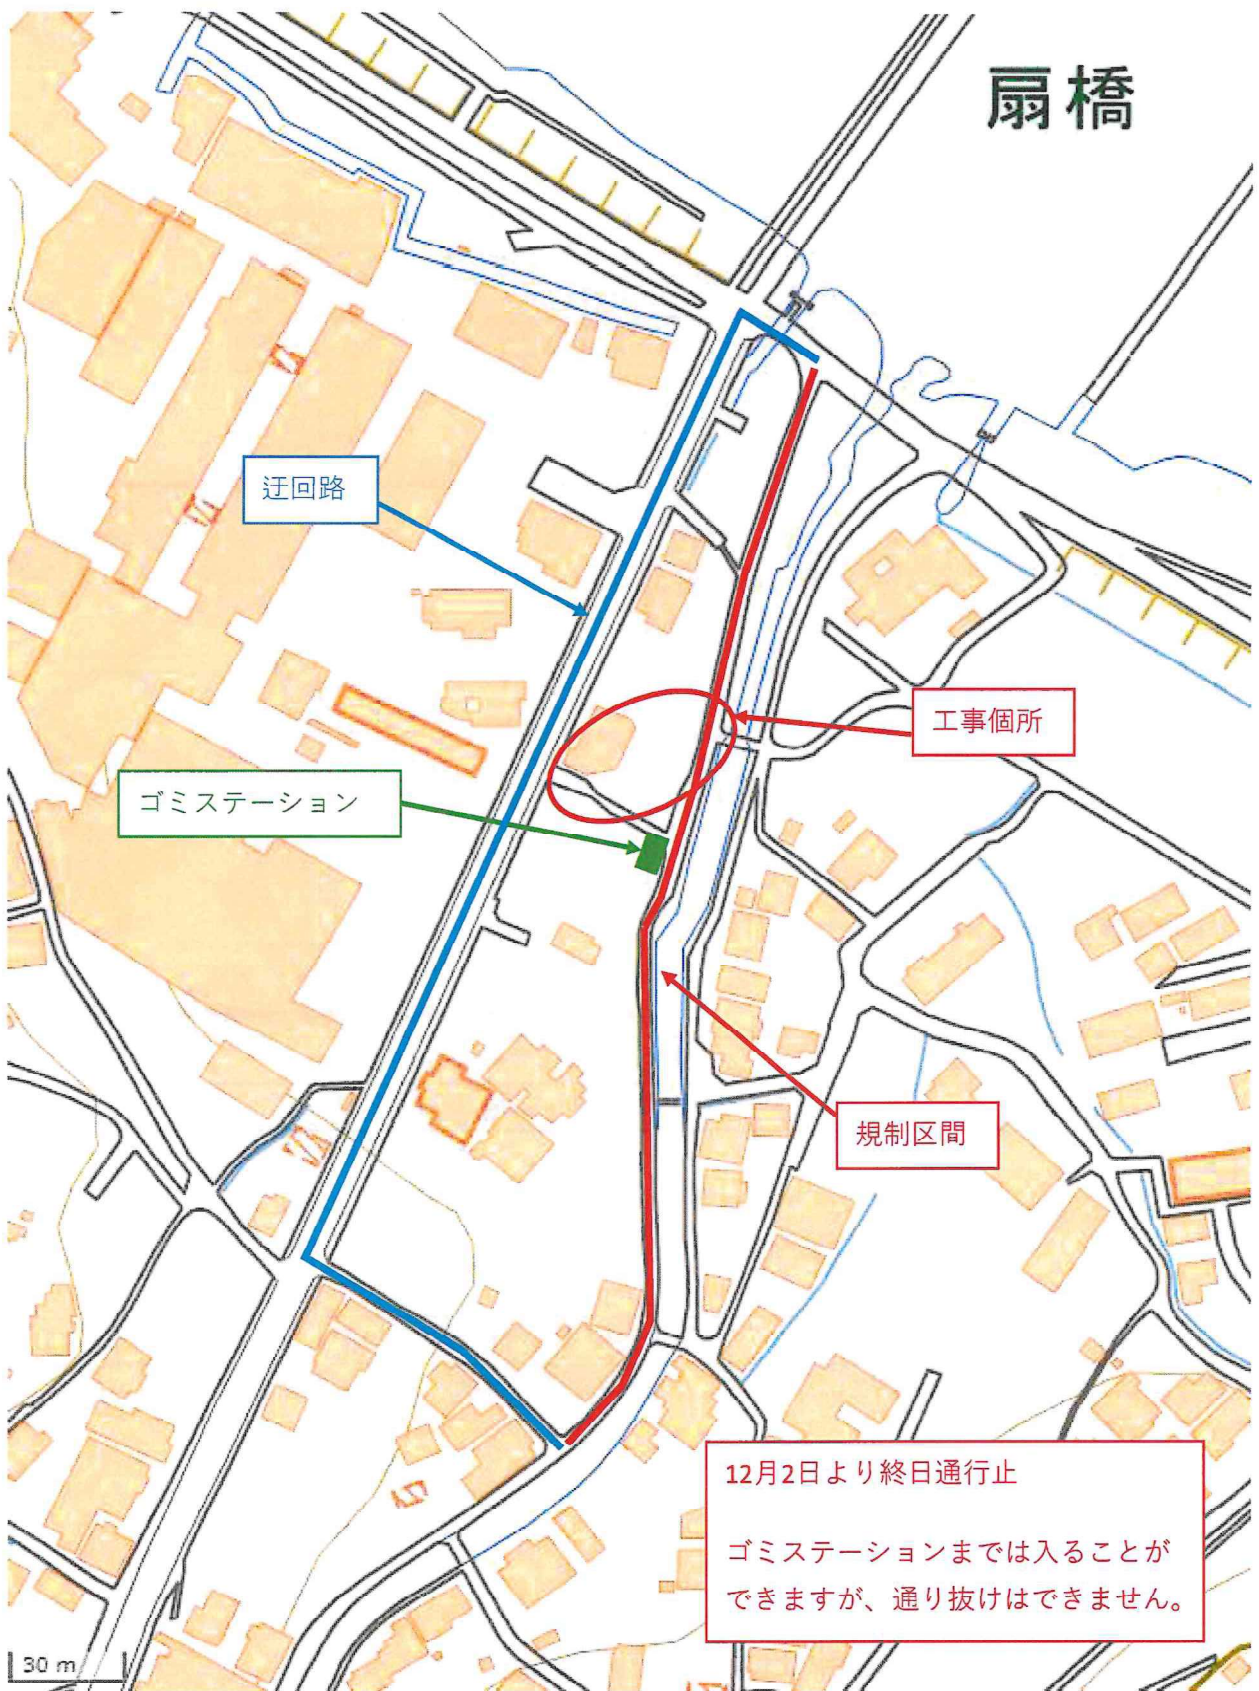 扇橋
迂回路
工事個所
ゴミステーション
規制区間
12月2日より終日通行止
ゴミステーションまでは入ることが
できますが、通り抜けはできません。
30 m